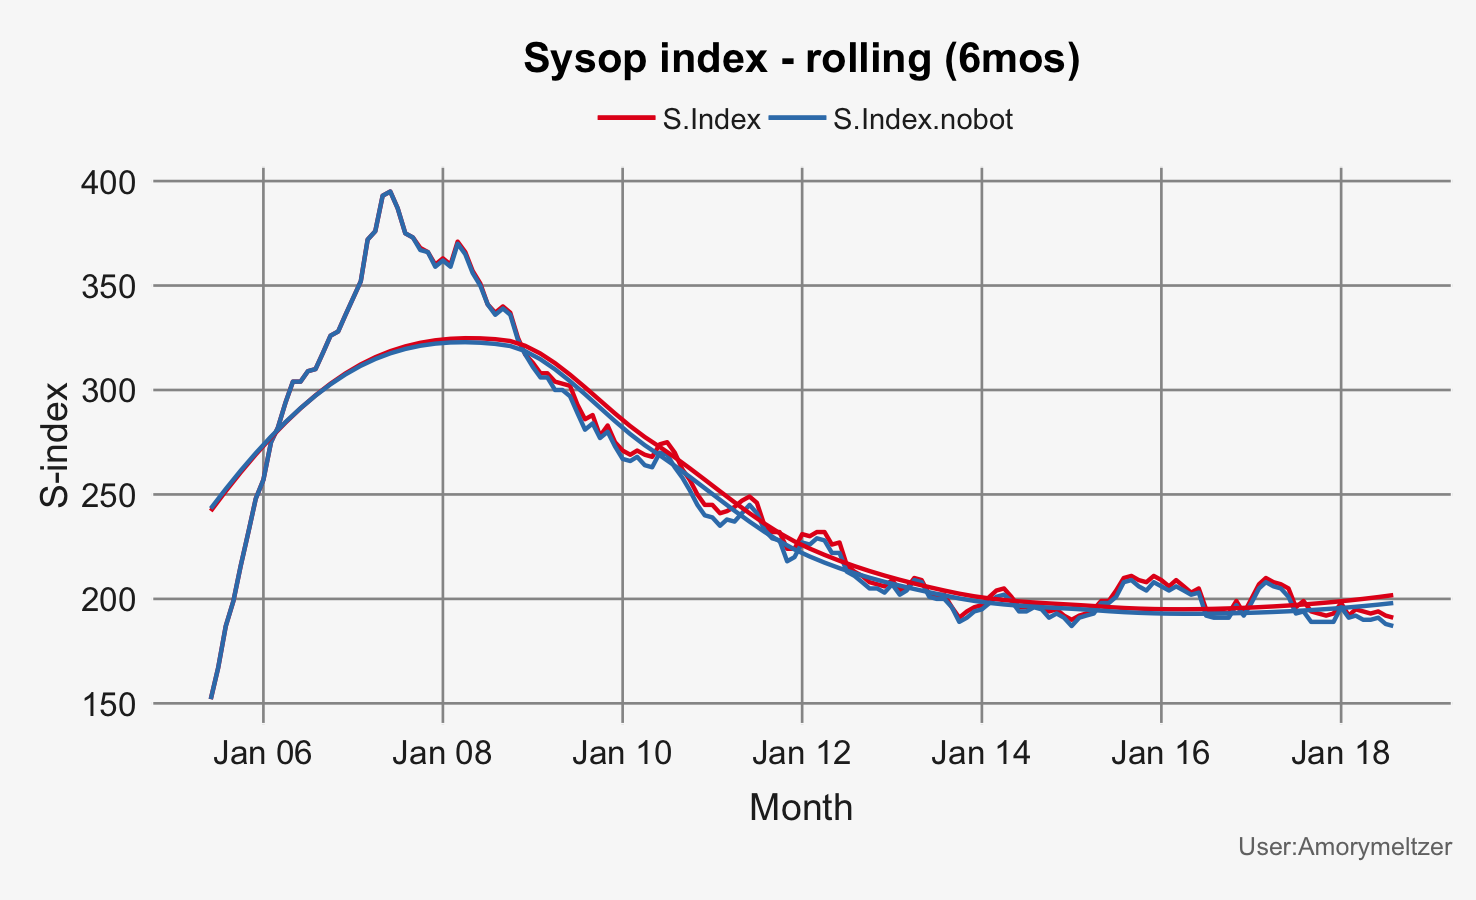 Sysop index - rolling (6mos)
S.Index S.Index.nobot
400
350
300
250
200
150
S-index
Jan 06 Jan 08 Jan 10 Jan 12 Jan 14 Jan 16 Jan 18
Month
User:Amorymeltzer